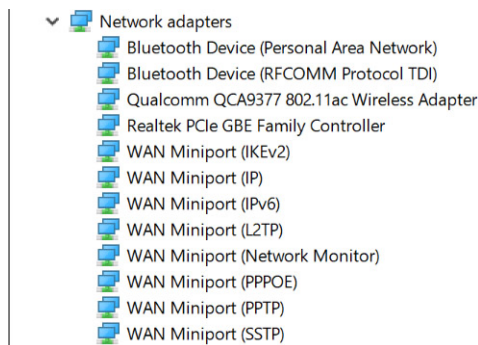 Network adapters
Bluetooth Device (Personal Area Network)
Bluetooth Device (RFCOMM Protocol TDI)
Qualcomm QCA9377 802.11ac Wireless Adapter
Realtek PCIe GBE Family Controller
WAN Miniport (IKEv2)
WAN Miniport (IP)
WAN Miniport (IPv6)
WAN Miniport (L2TP)
WAN Miniport (Network Monitor)
WAN Miniport (PPPOE)
WAN Miniport (PPTP)
WAN Miniport (SSTP)